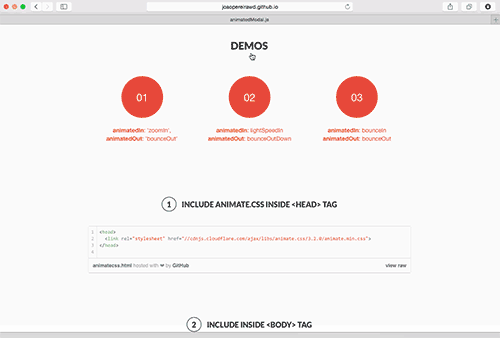 joaopereirawd.github.io
animatedModal.js
DEMOS
01 02 03
animatedIn: 'zoomIn', animatedIn: lightSpeedIn animatedIn: bounceIn
animatedOut: 'bounceOut' animatedOut: bounceOutDown animatedOut: bounceOut
1 INCLUDE ANIMATE.CSS INSIDE <HEAD> TAG
1 <head>
2 <link rel="stylesheet" href="//cdnjs.cloudflare.com/ajax/libs/animate.css/3.2.0/animate.min.css">
3 </head>
4
animatecss.html hosted with ❤ by GitHub view raw
2 INCLUDE INSIDE <BODY> TAG